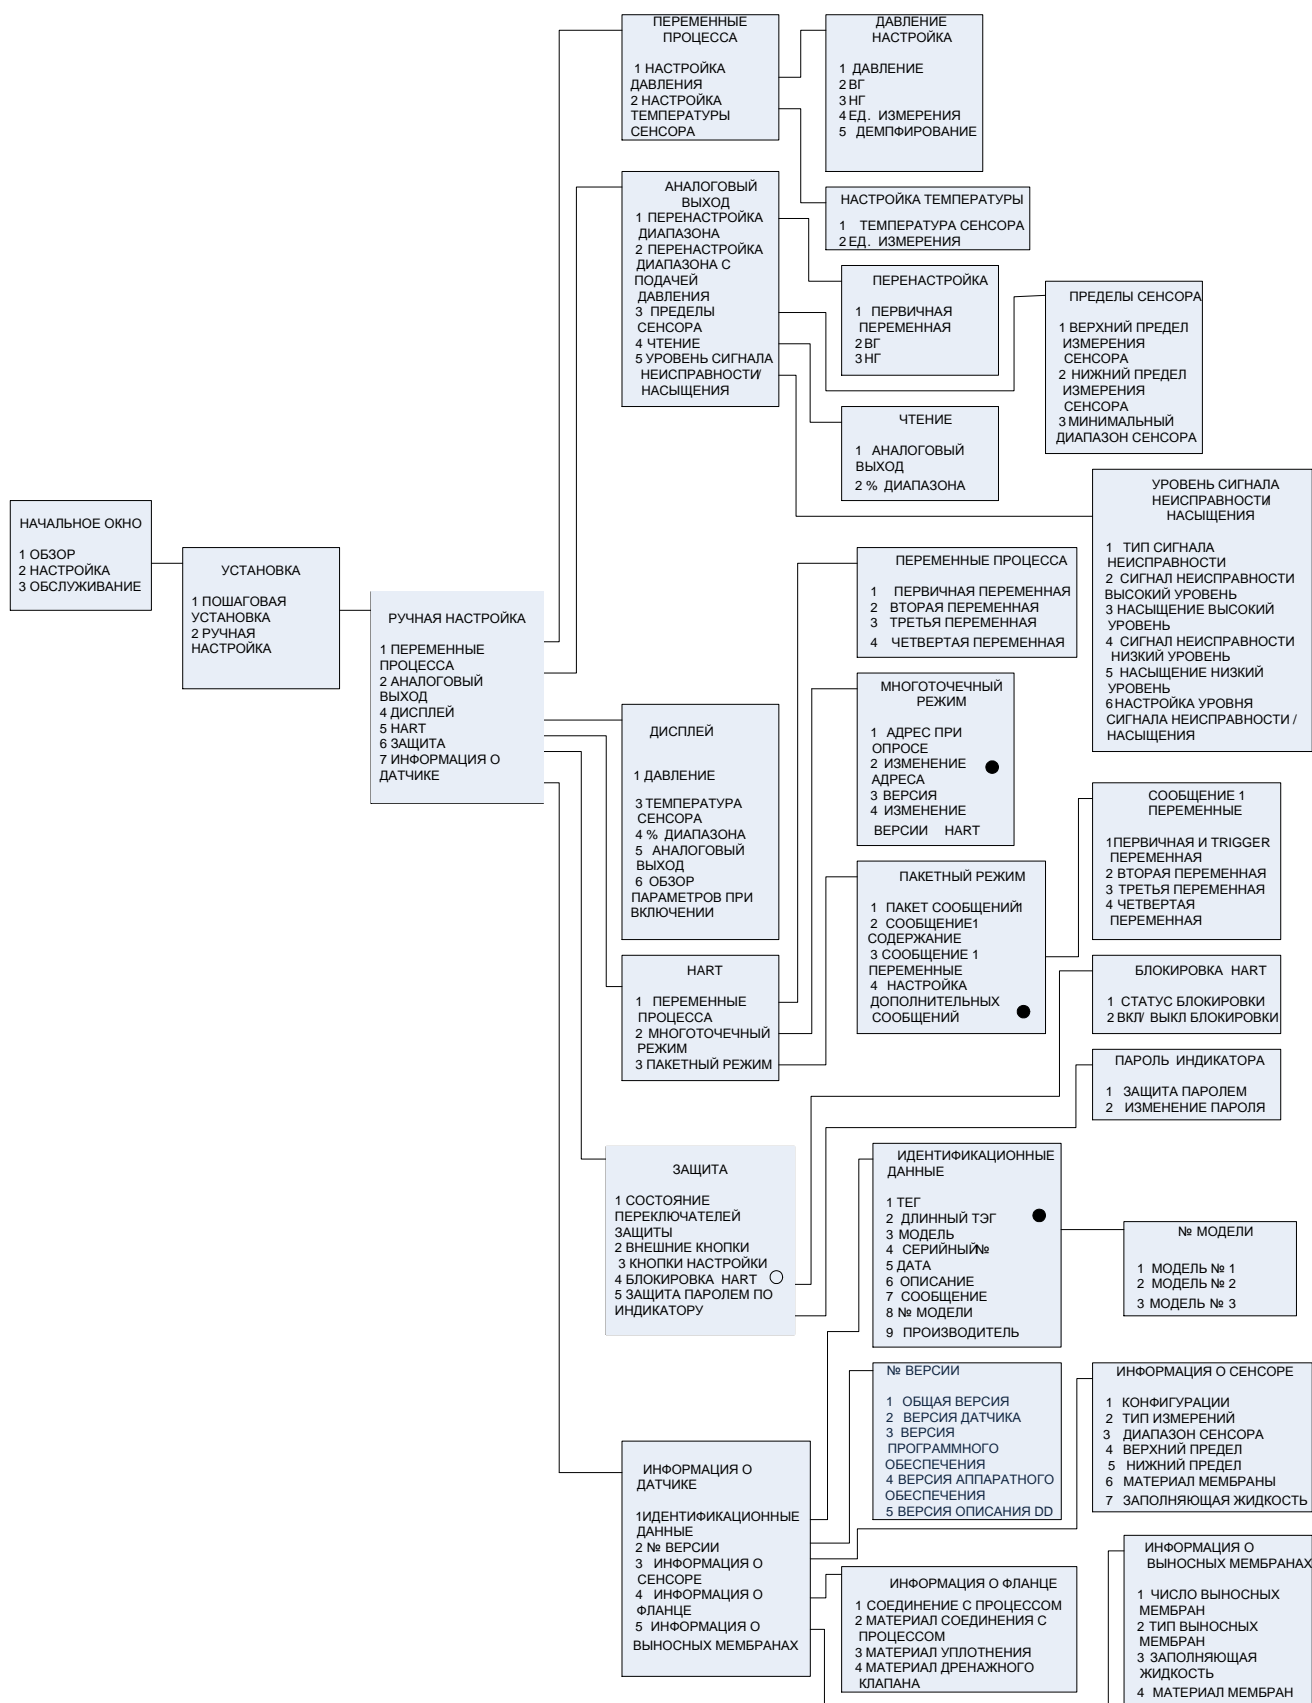 ПЕРЕМЕННЫЕ
ПРОЦЕССА
1 НАСТРОЙКА
ДАВЛЕНИЯ
2 НАСТРОЙКА
ТЕМПЕРАТУРЫ
СЕНСОРА
ДАВЛЕНИЕ
НАСТРОЙКА
1 ДАВЛЕНИЕ
2 ВГ
3 НГ
4 ЕД. ИЗМЕРЕНИЯ
5 ДЕМПФИРОВАНИЕ
АНАЛОГОВЫЙ
ВЫХОД
1 ПЕРЕНАСТРОЙКА
ДИАПАЗОНА
2 ПЕРЕНАСТРОЙКА
ДИАПАЗОНА С
ПОДАЧЕЙ
ДАВЛЕНИЯ
3 ПРЕДЕЛЫ
СЕНСОРА
4 ЧТЕНИЕ
5 УРОВЕНЬ СИГНАЛА
НЕИСПРАВНОСТИ/
НАСЫЩЕНИЯ
НАСТРОЙКА ТЕМПЕРАТУРЫ
1 ТЕМПЕРАТУРА СЕНСОРА
2 ЕД. ИЗМЕРЕНИЯ
ПЕРЕНАСТРОЙКА
1 ПЕРВИЧНАЯ
ПЕРЕМЕННАЯ
2 ВГ
3 НГ
ПРЕДЕЛЫ СЕНСОРА
1 ВЕРХНИЙ ПРЕДЕЛ
ИЗМЕРЕНИЯ
СЕНСОРА
2 НИЖНИЙ ПРЕДЕЛ
ИЗМЕРЕНИЯ
СЕНСОРА
3 МИНИМАЛЬНЫЙ
ДИАПАЗОН СЕНСОРА
ЧТЕНИЕ
1 АНАЛОГОВЫЙ
ВЫХОД
2 % ДИАПАЗОНА
УРОВЕНЬ СИГНАЛА
НЕИСПРАВНОСТИ/
НАСЫЩЕНИЯ
1 ТИП СИГНАЛА
НЕИСПРАВНОСТИ
2 СИГНАЛ НЕИСПРАВНОСТИ
ВЫСОКИЙ УРОВЕНЬ
3 НАСЫЩЕНИЕ ВЫСОКИЙ
УРОВЕНЬ
4 СИГНАЛ НЕИСПРАВНОСТИ
НИЗКИЙ УРОВЕНЬ
5 НАСЫЩЕНИЕ НИЗКИЙ
УРОВЕНЬ
6 НАСТРОЙКА УРОВНЯ
СИГНАЛА НЕИСПРАВНОСТИ /
НАСЫЩЕНИЯ
НАЧАЛЬНОЕ ОКНО
1 ОБЗОР
2 НАСТРОЙКА
3 ОБСЛУЖИВАНИЕ
УСТАНОВКА
1 ПОШАГОВАЯ
УСТАНОВКА
2 РУЧНАЯ
НАСТРОЙКА
РУЧНАЯ НАСТРОЙКА
1 ПЕРЕМЕННЫЕ
ПРОЦЕССА
2 АНАЛОГОВЫЙ
ВЫХОД
4 ДИСПЛЕЙ
5 HART
6 ЗАЩИТА
7 ИНФОРМАЦИЯ О
ДАТЧИКЕ
ПЕРЕМЕННЫЕ ПРОЦЕССА
1 ПЕРВИЧНАЯ ПЕРЕМЕННАЯ
2 ВТОРАЯ ПЕРЕМЕННАЯ
3 ТРЕТЬЯ ПЕРЕМЕННАЯ
4 ЧЕТВЕРТАЯ ПЕРЕМЕННАЯ
МНОГОТОЧЕЧНЫЙ
РЕЖИМ
1 АДРЕС ПРИ
ОПРОСЕ
2 ИЗМЕНЕНИЕ
АДРЕСА
3 ВЕРСИЯ
4 ИЗМЕНЕНИЕ
ВЕРСИИ HART
ДИСПЛЕЙ
1 ДАВЛЕНИЕ
3 ТЕМПЕРАТУРА
СЕНСОРА
4 % ДИАПАЗОНА
5 АНАЛОГОВЫЙ
ВЫХОД
6 ОБЗОР
ПАРАМЕТРОВ ПРИ
ВКЛЮЧЕНИИ
СООБЩЕНИЕ 1
ПЕРЕМЕННЫЕ
1ПЕРВИЧНАЯ И TRIGGER
ПЕРЕМЕННАЯ
2 ВТОРАЯ ПЕРЕМЕННАЯ
3 ТРЕТЬЯ ПЕРЕМЕННАЯ
4 ЧЕТВЕРТАЯ
ПЕРЕМЕННАЯ
ПАКЕТНЫЙ РЕЖИМ
1 ПАКЕТ СООБЩЕНИЙ1
2 СООБЩЕНИЕ1
СОДЕРЖАНИЕ
3 СООБЩЕНИЕ 1
ПЕРЕМЕННЫЕ
4 НАСТРОЙКА
ДОПОЛНИТЕЛЬНЫХ
СООБЩЕНИЙ
HART
1 ПЕРЕМЕННЫЕ
ПРОЦЕССА
2 МНОГОТОЧЕЧНЫЙ
РЕЖИМ
3 ПАКЕТНЫЙ РЕЖИМ
БЛОКИРОВКА HART
1 СТАТУС БЛОКИРОВКИ
2 ВКЛ/ ВЫКЛ БЛОКИРОВКИ
ПАРОЛЬ ИНДИКАТОРА
1 ЗАЩИТА ПАРОЛЕМ
2 ИЗМЕНЕНИЕ ПАРОЛЯ
ЗАЩИТА
1 СОСТОЯНИЕ
ПЕРЕКЛЮЧАТЕЛЕЙ
ЗАЩИТЫ
2 ВНЕШНИЕ КНОПКИ
3 КНОПКИ НАСТРОЙКИ
4 БЛОКИРОВКА HART
5 ЗАЩИТА ПАРОЛЕМ ПО
ИНДИКАТОРУ
ИДЕНТИФИКАЦИОННЫЕ
ДАННЫЕ
1 ТЕГ
2 ДЛИННЫЙ ТЭГ
3 МОДЕЛЬ
4 СЕРИЙНЫЙ№
5 ДАТА
6 ОПИСАНИЕ
7 СООБЩЕНИЕ
8 № МОДЕЛИ
9 ПРОИЗВОДИТЕЛЬ
№ МОДЕЛИ
1 МОДЕЛЬ № 1
2 МОДЕЛЬ № 2
3 МОДЕЛЬ № 3
№ ВЕРСИИ
1 ОБЩАЯ ВЕРСИЯ
2 ВЕРСИЯ ДАТЧИКА
3 ВЕРСИЯ
ПРОГРАММНОГО
ОБЕСПЕЧЕНИЯ
4 ВЕРСИЯ АППАРАТНОГО
ОБЕСПЕЧЕНИЯ
5 ВЕРСИЯ ОПИСАНИЯ DD
ИНФОРМАЦИЯ О СЕНСОРЕ
1 КОНФИГУРАЦИИ
2 ТИП ИЗМЕРЕНИЙ
3 ДИАПАЗОН СЕНСОРА
4 ВЕРХНИЙ ПРЕДЕЛ
5 НИЖНИЙ ПРЕДЕЛ
6 МАТЕРИАЛ МЕМБРАНЫ
7 ЗАПОЛНЯЮЩАЯ ЖИДКОСТЬ
ИНФОРМАЦИЯ О
ДАТЧИКЕ
1ИДЕНТИФИКАЦИОННЫЕ
ДАННЫЕ
2 № ВЕРСИИ
3 ИНФОРМАЦИЯ О
СЕНСОРЕ
4 ИНФОРМАЦИЯ О
ФЛАНЦЕ
5 ИНФОРМАЦИЯ О
ВЫНОСНЫХ МЕМБРАНАХ
ИНФОРМАЦИЯ О ФЛАНЦЕ
1 СОЕДИНЕНИЕ С ПРОЦЕССОМ
2 МАТЕРИАЛ СОЕДИНЕНИЯ С
ПРОЦЕССОМ
3 МАТЕРИАЛ УПЛОТНЕНИЯ
4 МАТЕРИАЛ ДРЕНАЖНОГО
КЛАПАНА
ИНФОРМАЦИЯ О
ВЫНОСНЫХ МЕМБРАНАХ
1 ЧИСЛО ВЫНОСНЫХ
МЕМБРАН
2 ТИП ВЫНОСНЫХ
МЕМБРАН
3 ЗАПОЛНЯЮЩАЯ
ЖИДКОСТЬ
4 МАТЕРИАЛ МЕМБРАН